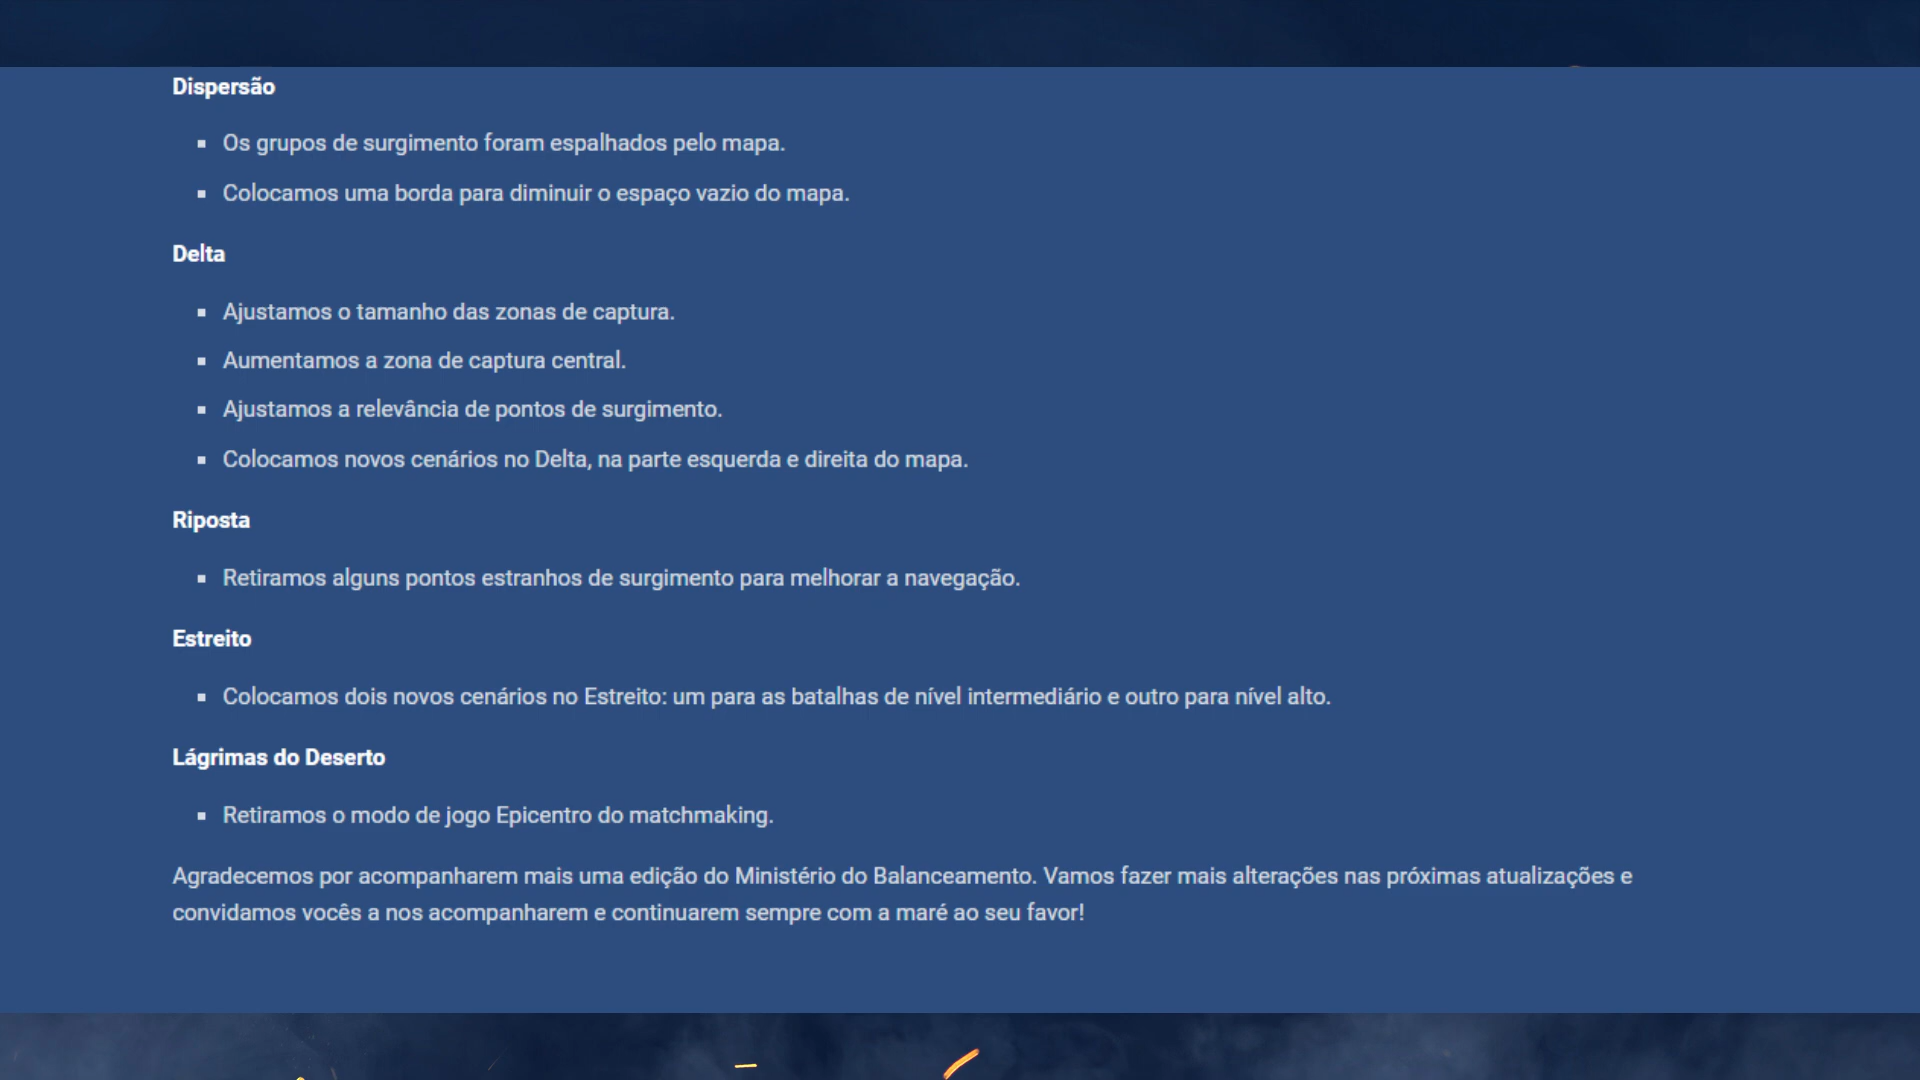 Dispersão
Os grupos de surgimento foram espalhados pelo mapa.
Colocamos uma borda para diminuir o espaço vazio do mapa.
Delta
Ajustamos o tamanho das zonas de captura.
Aumentamos a zona de captura central.
Ajustamos a relevância de pontos de surgimento.
Colocamos novos cenários no Delta, na parte esquerda e direita do mapa.
Riposta
Retiramos alguns pontos estranhos de surgimento para melhorar a navegação.
Estreito
Colocamos dois novos cenários no Estreito: um para as batalhas de nível intermediário e outro para nível alto.
Lágrimas do Deserto
Retiramos o modo de jogo Epicentro do matchmaking.
Agradecemos por acompanharem mais uma edição do Ministério do Balanceamento. Vamos fazer mais alterações nas próximas atualizações e
convidamos vocês a nos acompanharem e continuarem sempre com a maré ao seu favor!